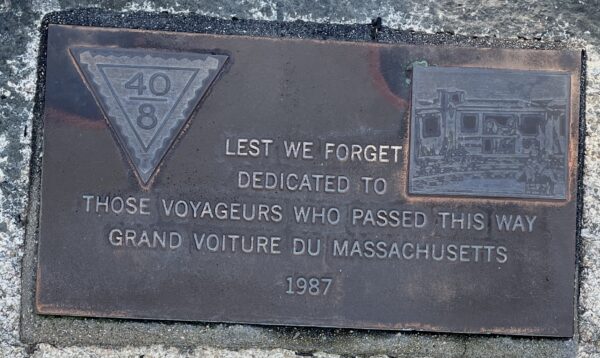 40
8
LEST WE FORGET
DEDICATED TO
THOSE VOYAGEURS WHO PASSED THIS WAY
GRAND VOITURE DU MASSACHUSETTS
1987